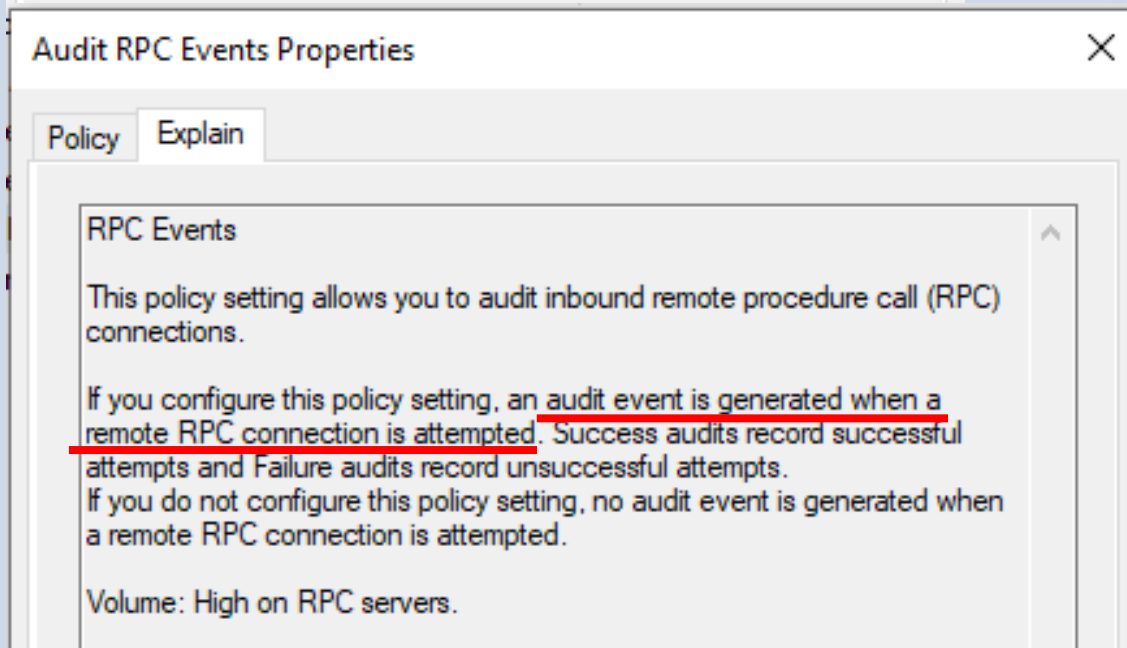 Audit RPC Events Properties
Policy
Explain
RPC Events
This policy setting allows you to audit inbound remote procedure call (RPC)
connections.
If you configure this policy setting, an audit event is generated when a
remote RPC connection is attempted. Success audits record successful
attempts and Failure audits record unsuccessful attempts.
If you do not configure this policy setting, no audit event is generated when
a remote RPC connection is attempted.
Volume: High on RPC servers.